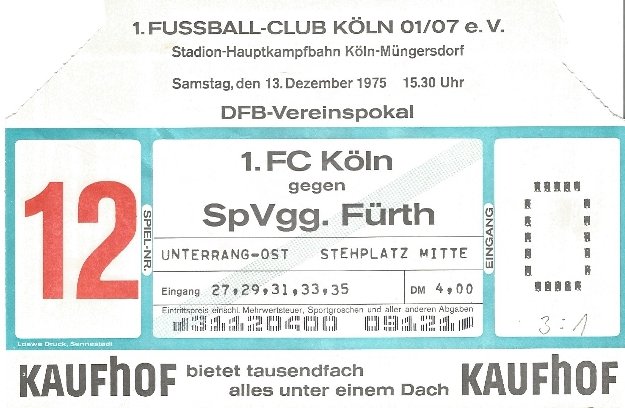 1. FUSSBALL-CLUB KÖLN 01/07 e. V.
Stadion-Hauptkampfbahn Köln-Müngersdorf
Samstag, den 13. Dezember 1975 15.30 Uhr
DFB-Vereinspokal
12
SPIEL-NR.
1. FC Köln
gegen
SpVgg. Fürth
UNTERRANG-OST STEHPLATZ MITTE
Eingang 27,29,31,33,35 DM 4,00
Eintrittspreis einschl. Mehrwertsteuer, Sportgroschen und aller anderen Abgaben
EINGANG
0
3:1
Loewe Druck, Sennestadt
KAUFhOF bietet tausendfach
alles unter einem Dach KAUFhOF